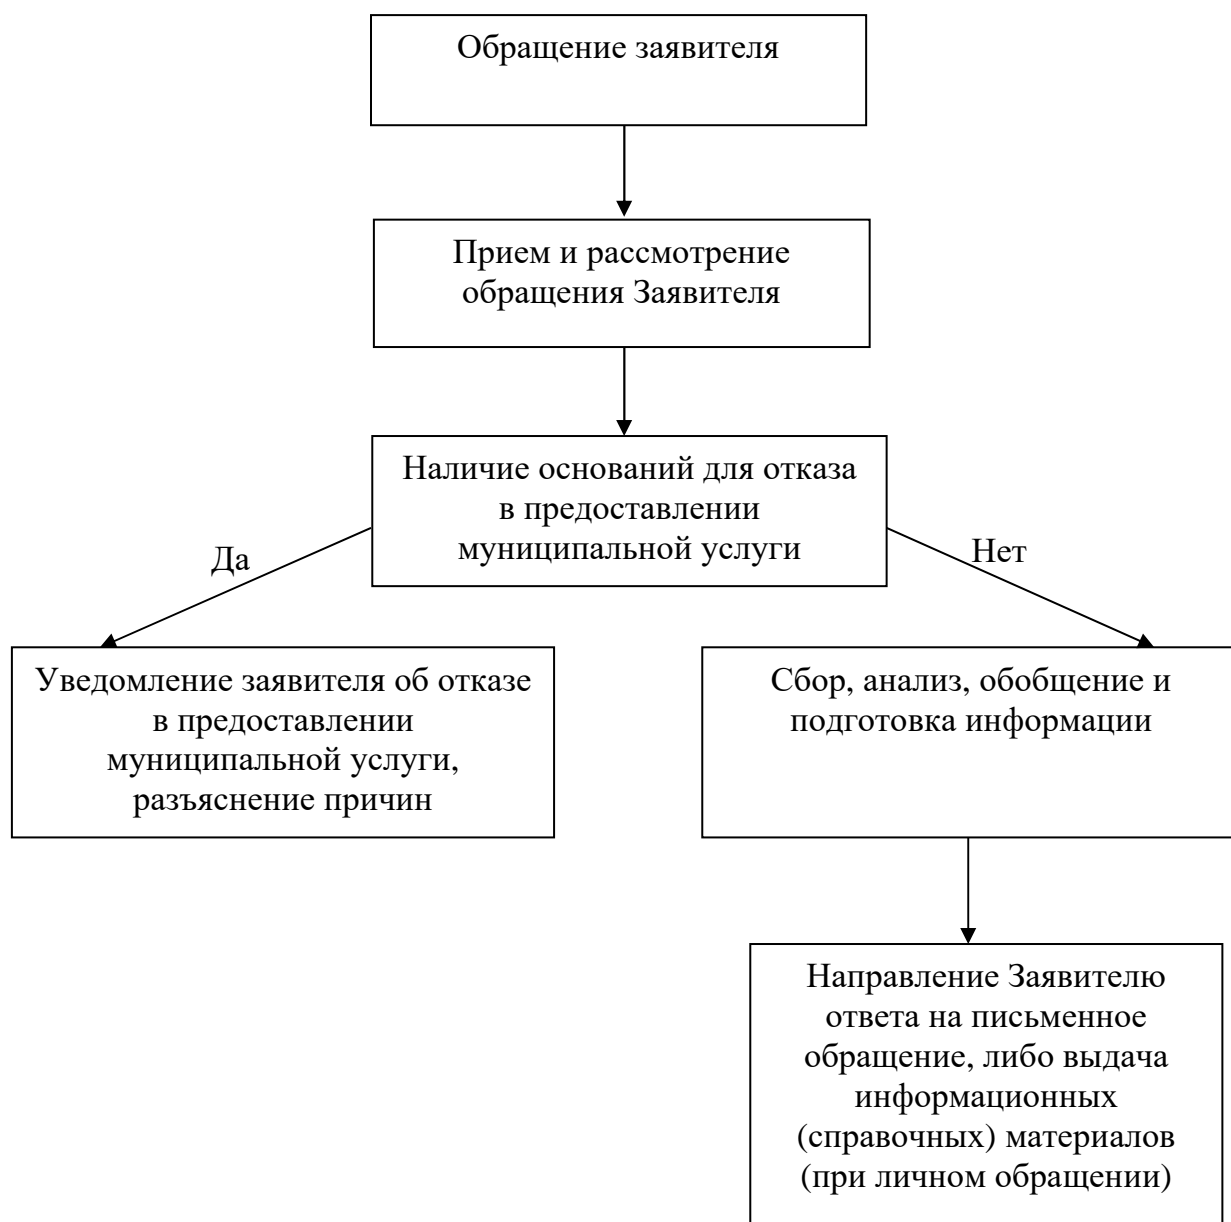 Обращение заявителя
Прием и рассмотрение
обращения Заявителя
Наличие оснований для отказа
в предоставлении
муниципальной услуги
Да
Нет
Уведомление заявителя об отказе
в предоставлении
муниципальной услуги,
разъяснение причин
Сбор, анализ, обобщение и
подготовка информации
Направление Заявителю
ответа на письменное
обращение, либо выдача
информационных
(справочных) материалов
(при личном обращении)